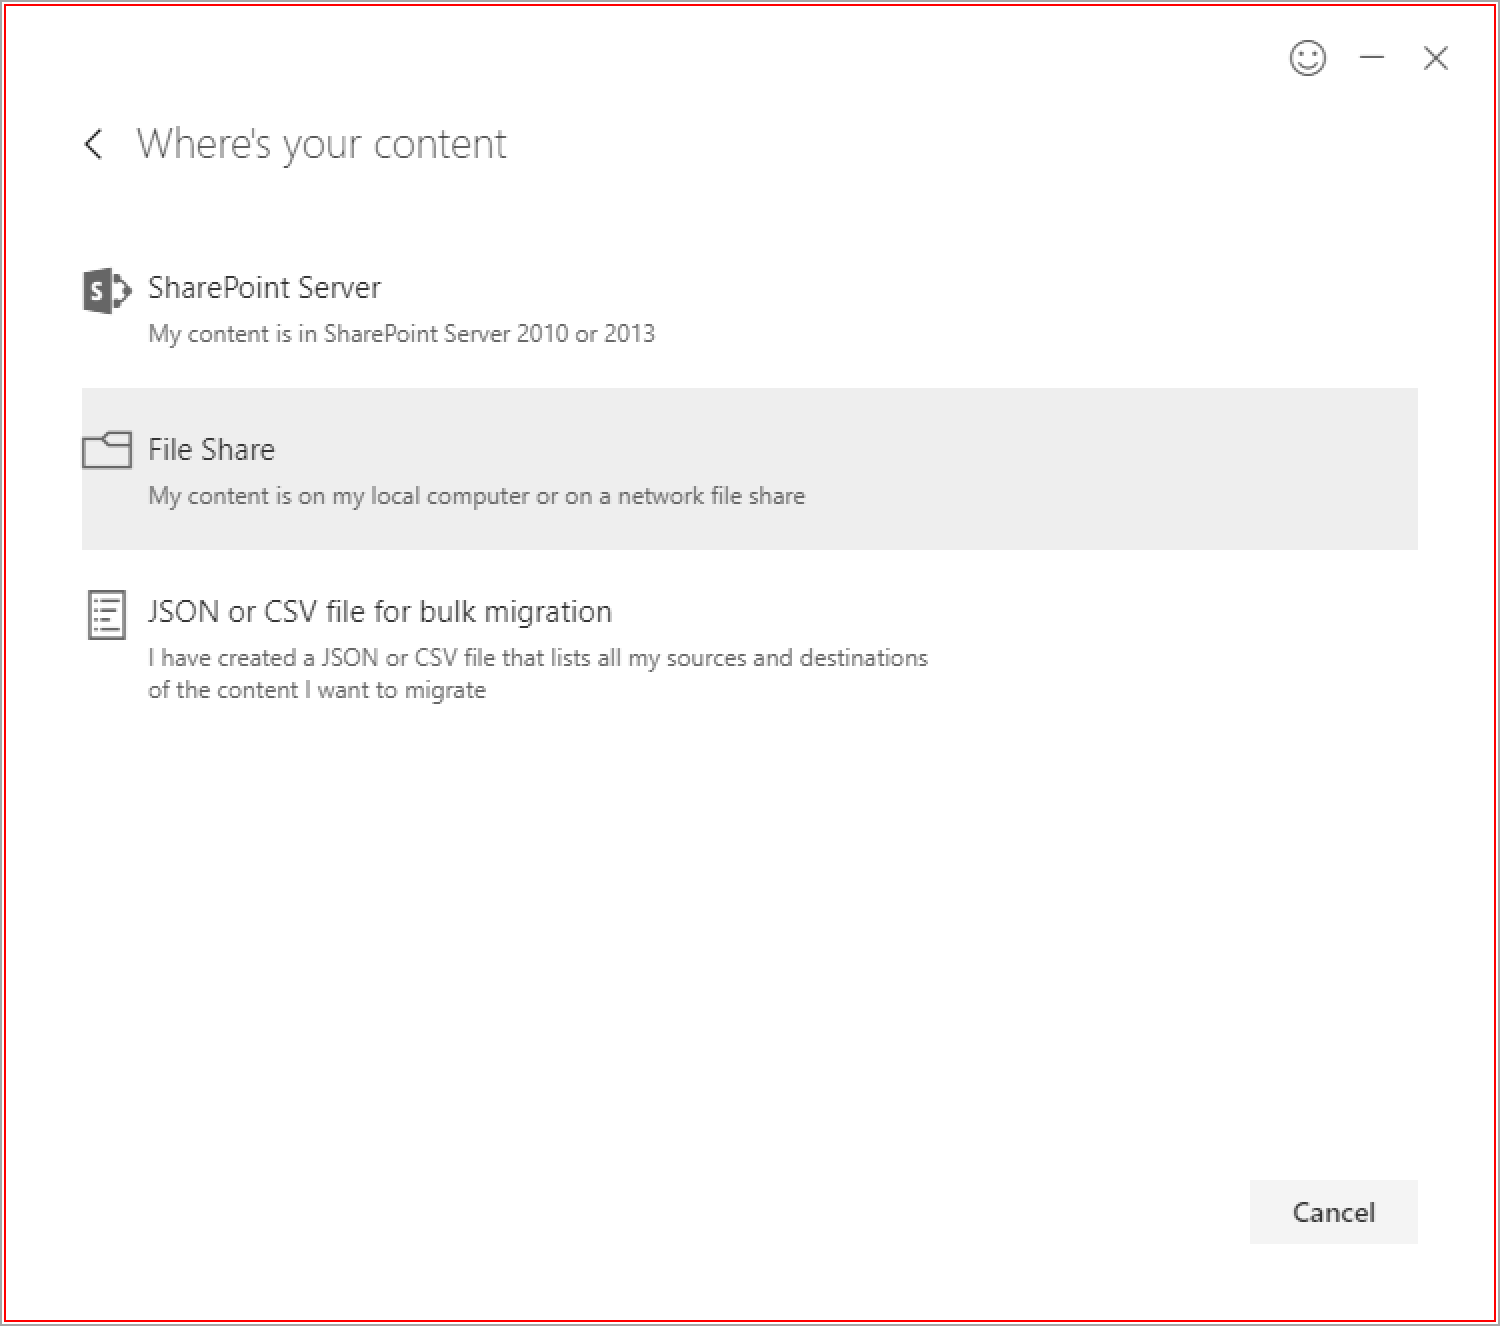 Where's your content
S
SharePoint Server
My content is in SharePoint Server 2010 or 2013
File Share
My content is on my local computer or on a network file share
JSON or CSV file for bulk migration
I have created a JSON or CSV file that lists all my sources and destinations
of the content I want to migrate
Cancel